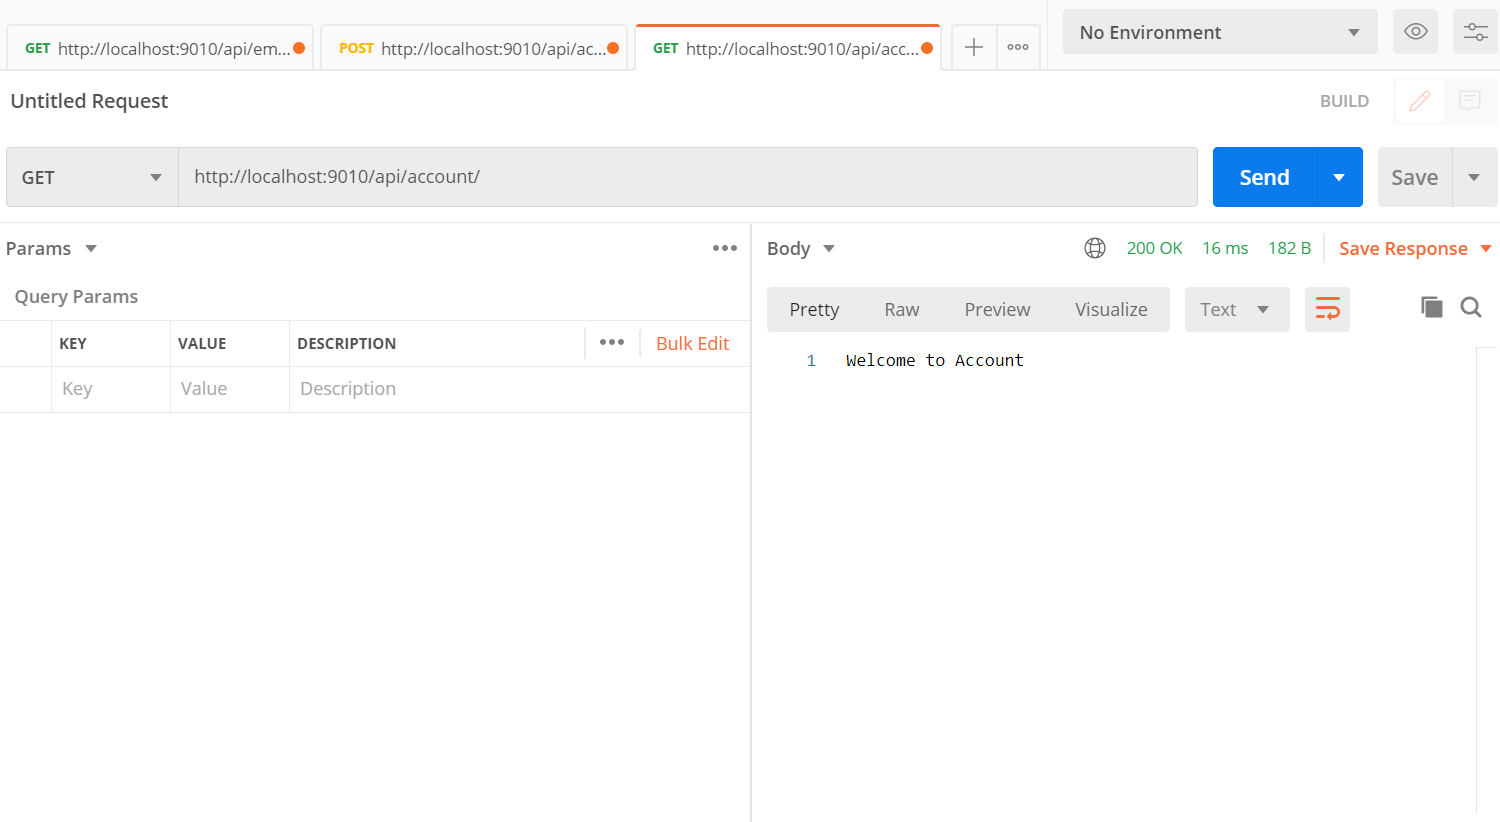 GET http://localhost:9010/api/em...
POST http://localhost:9010/api/ac...
GET http://localhost:9010/api/acc...
No Environment
Untitled Request
BUILD
GET
http://localhost:9010/api/account/
Send
Save
Params
Body
200 OK 16 ms 182 B
Save Response
Query Params
Pretty Raw Preview Visualize Text
KEY VALUE DESCRIPTION Bulk Edit
Key Value Description
1 Welcome to Account